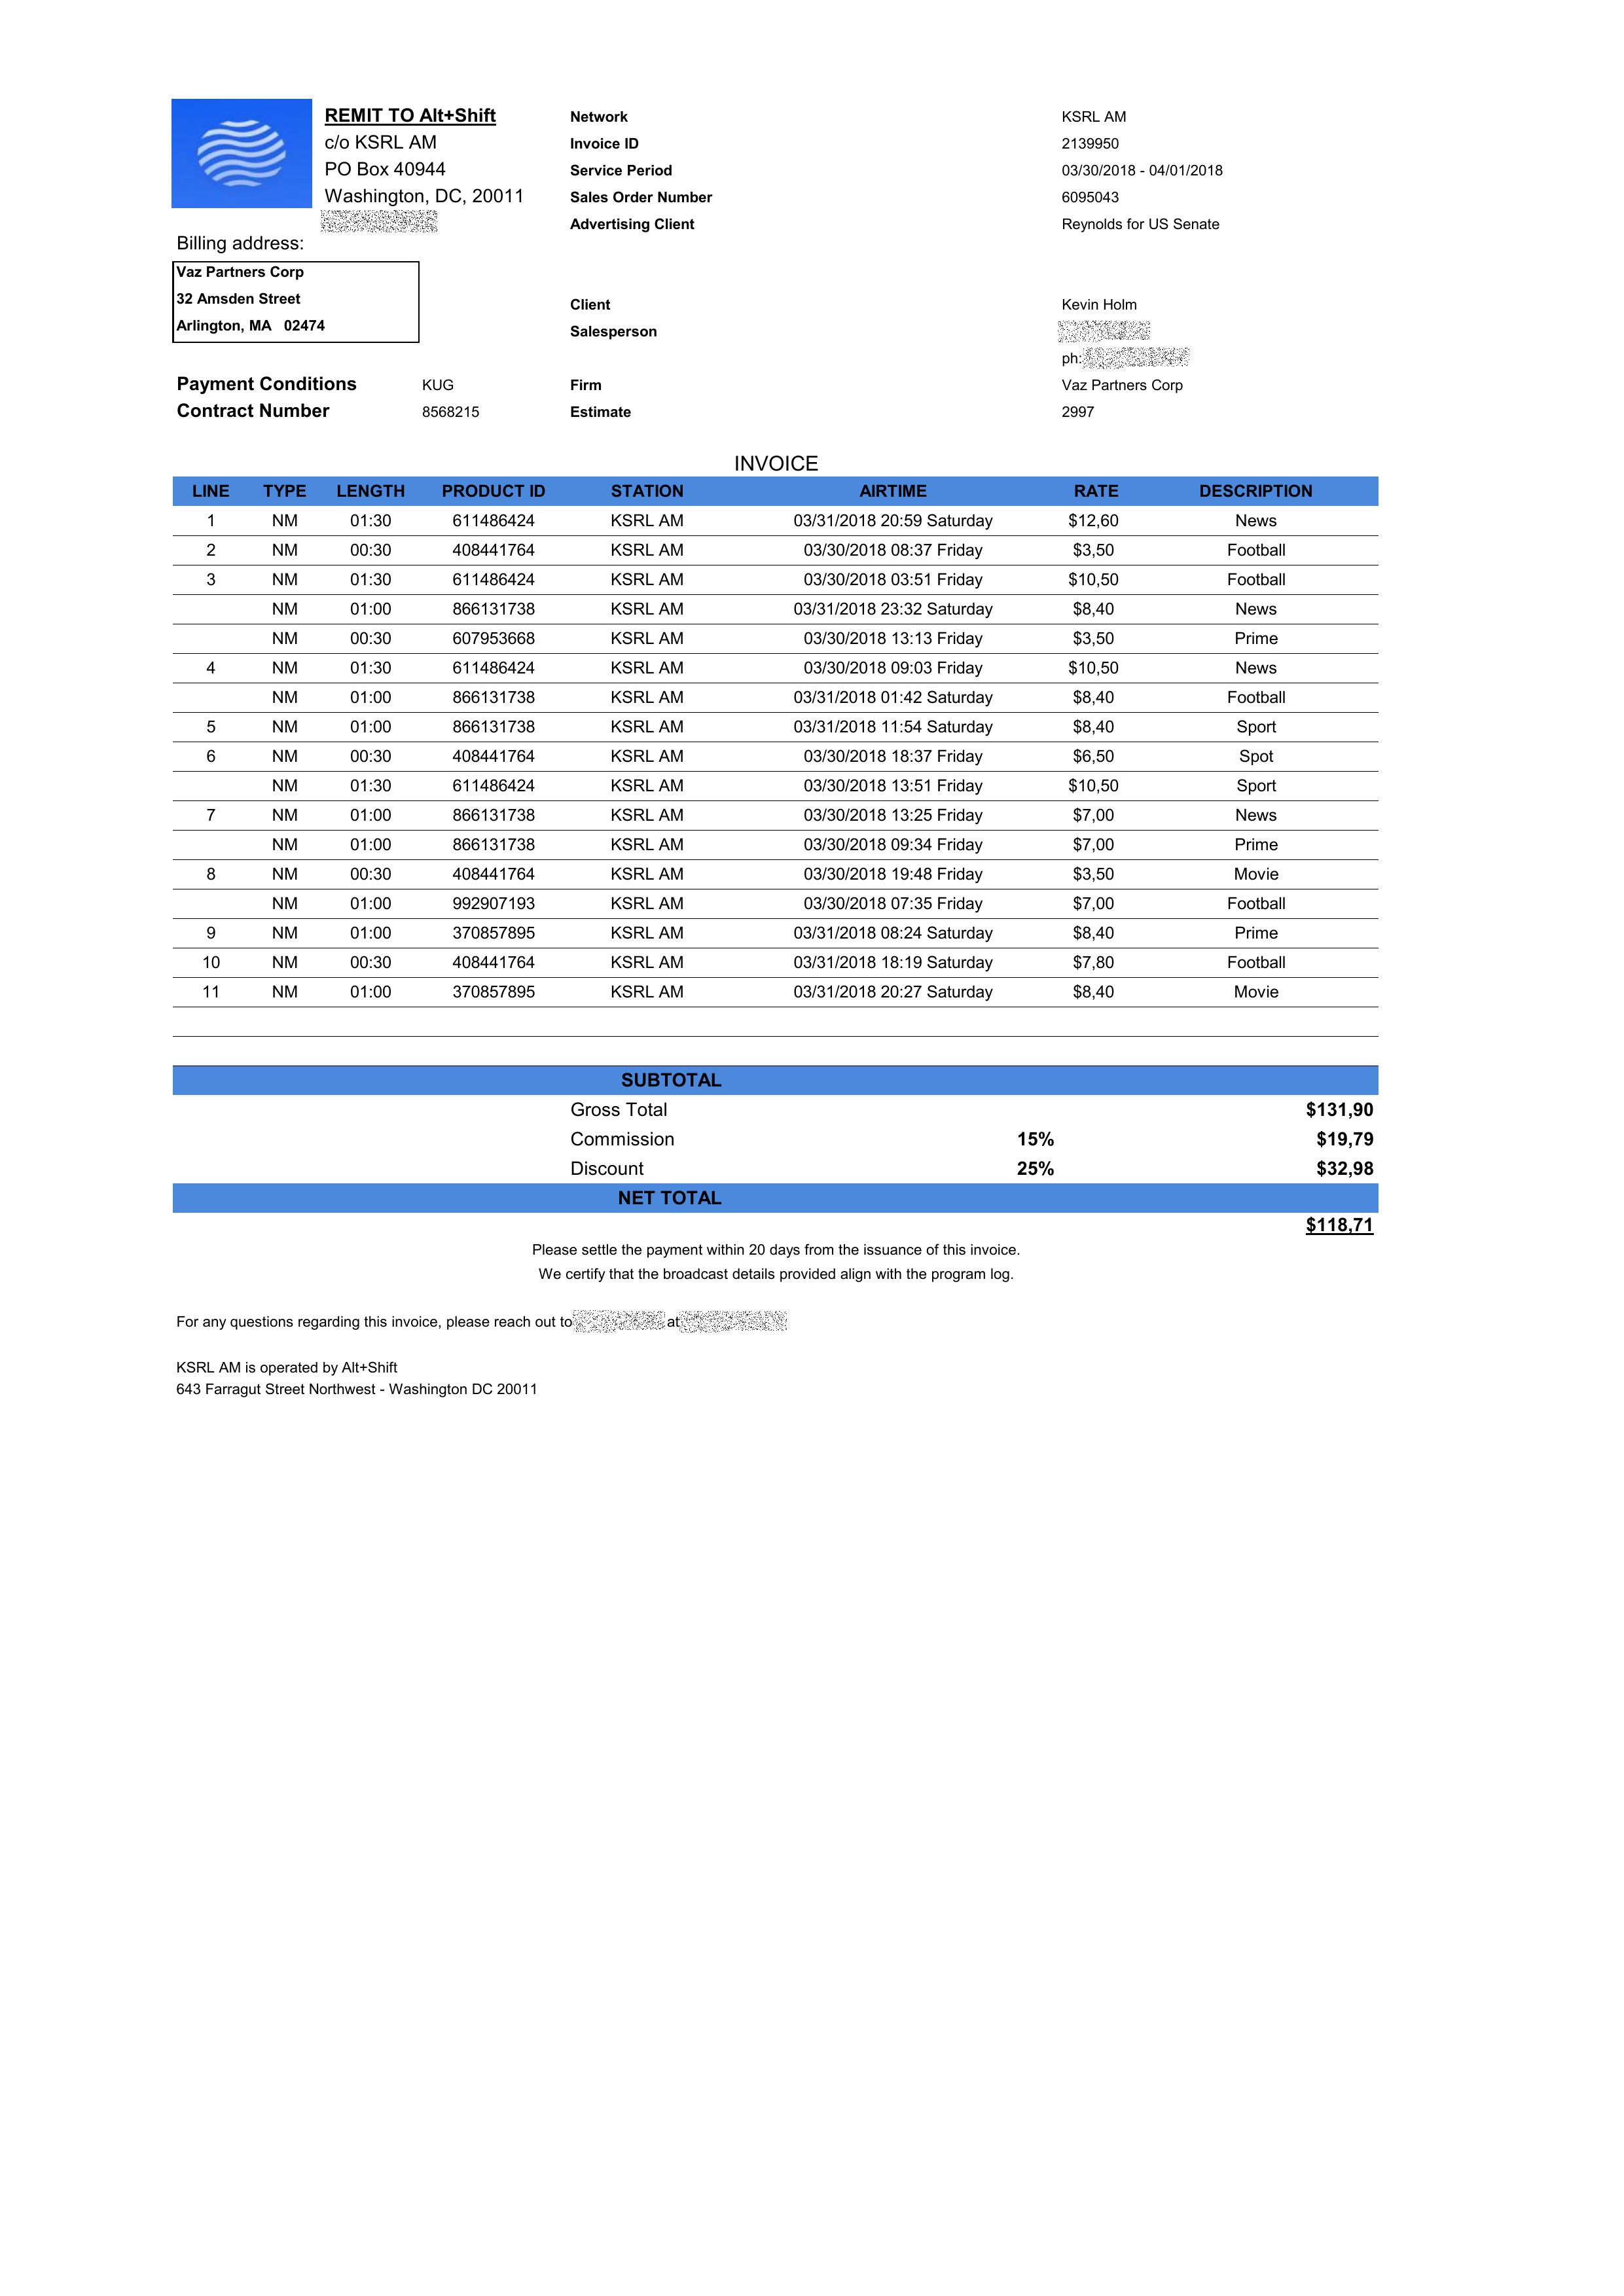 REMIT TO Alt+Shift
c/o KSRL AM
PO Box 40944
Washington, DC, 20011
Billing address:
Vaz Partners Corp
32 Amsden Street
Arlington, MA 02474
Payment Conditions KUG
Contract Number 8568215
Network KSRL AM
Invoice ID 2139950
Service Period 03/30/2018 - 04/01/2018
Sales Order Number 6095043
Advertising Client Reynolds for US Senate
Client Kevin Holm
Salesperson
ph:
Firm Vaz Partners Corp
Estimate 2997
INVOICE
LINE TYPE LENGTH PRODUCT ID STATION AIRTIME RATE DESCRIPTION
1 NM 01:30 611486424 KSRL AM 03/31/2018 20:59 Saturday $12,60 News
2 NM 00:30 408441764 KSRL AM 03/30/2018 08:37 Friday $3,50 Football
3 NM 01:30 611486424 KSRL AM 03/30/2018 03:51 Friday $10,50 Football
NM 01:00 866131738 KSRL AM 03/31/2018 23:32 Saturday $8,40 News
NM 00:30 607953668 KSRL AM 03/30/2018 13:13 Friday $3,50 Prime
4 NM 01:30 611486424 KSRL AM 03/30/2018 09:03 Friday $10,50 News
NM 01:00 866131738 KSRL AM 03/31/2018 01:42 Saturday $8,40 Football
5 NM 01:00 866131738 KSRL AM 03/31/2018 11:54 Saturday $8,40 Sport
6 NM 00:30 408441764 KSRL AM 03/30/2018 18:37 Friday $6,50 Spot
NM 01:30 611486424 KSRL AM 03/30/2018 13:51 Friday $10,50 Sport
7 NM 01:00 866131738 KSRL AM 03/30/2018 13:25 Friday $7,00 News
NM 01:00 866131738 KSRL AM 03/30/2018 09:34 Friday $7,00 Prime
8 NM 00:30 408441764 KSRL AM 03/30/2018 19:48 Friday $3,50 Movie
NM 01:00 992907193 KSRL AM 03/30/2018 07:35 Friday $7,00 Football
9 NM 01:00 370857895 KSRL AM 03/31/2018 08:24 Saturday $8,40 Prime
10 NM 00:30 408441764 KSRL AM 03/31/2018 18:19 Saturday $7,80 Football
11 NM 01:00 370857895 KSRL AM 03/31/2018 20:27 Saturday $8,40 Movie
SUBTOTAL
Gross Total $131,90
Commission 15% $19,79
Discount 25% $32,98
NET TOTAL
$118,71
Please settle the payment within 20 days from the issuance of this invoice.
We certify that the broadcast details provided align with the program log.
For any questions regarding this invoice, please reach out to at
KSRL AM is operated by Alt+Shift
643 Farragut Street Northwest - Washington DC 20011